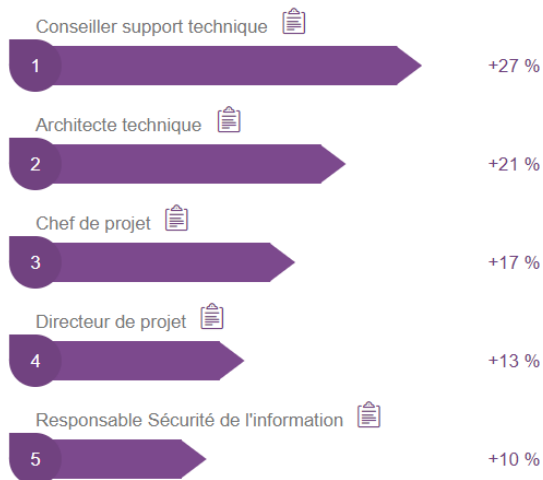 Conseiller support technique
1 +27 %
Architecte technique
2 +21 %
Chef de projet
3 +17 %
Directeur de projet
4 +13 %
Responsable Sécurité de l'information
5 +10 %